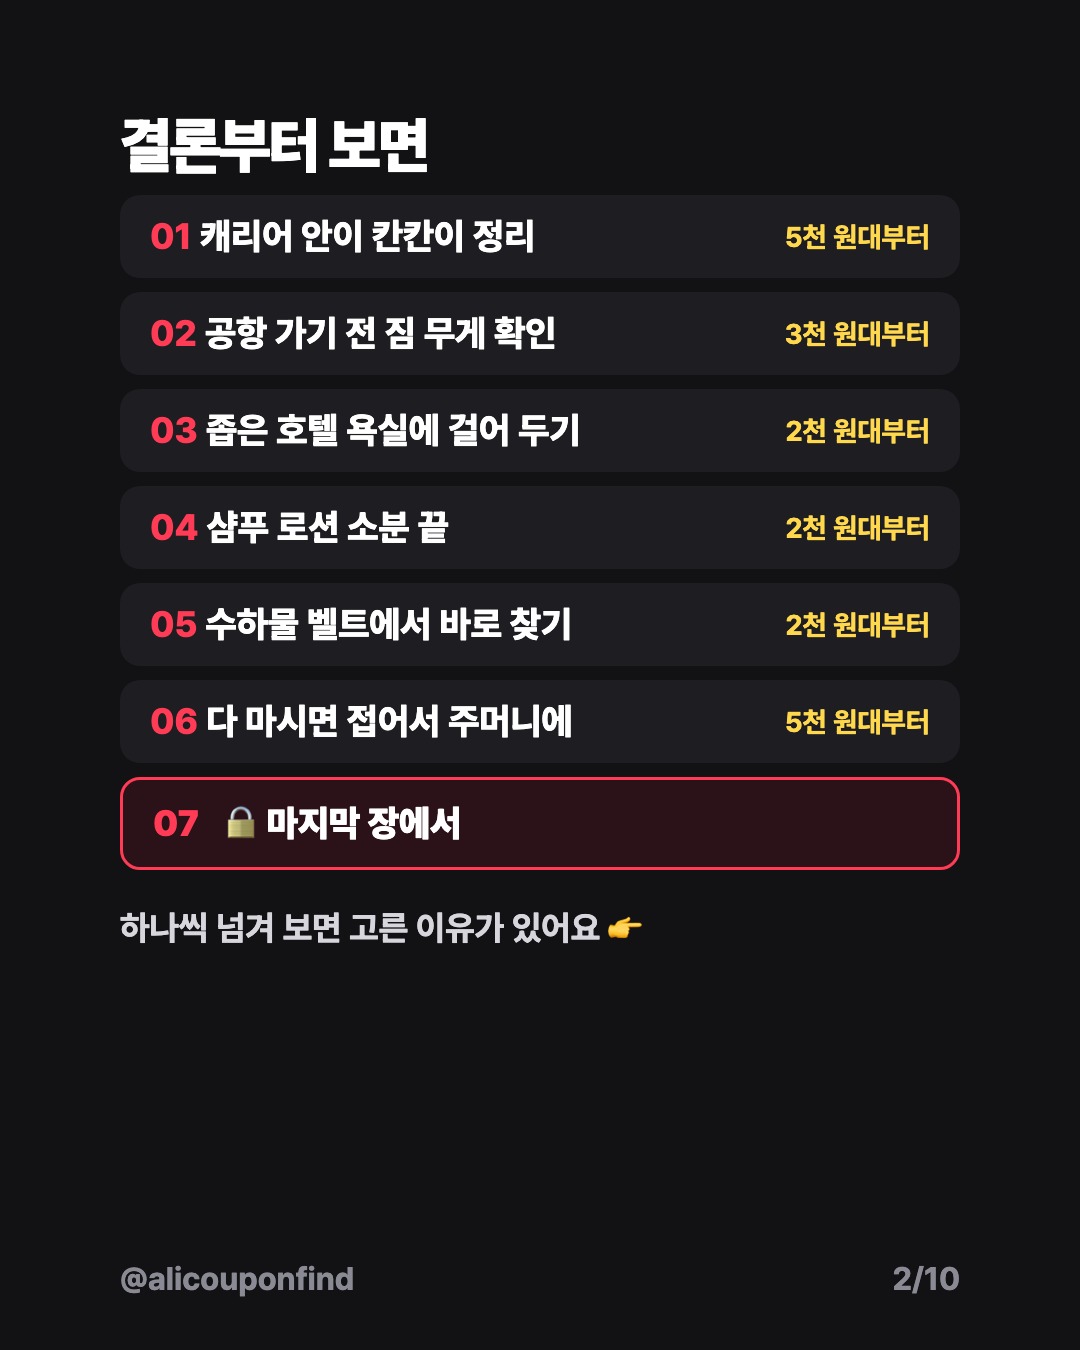 결론부터 보면
01 캐리어 안이 칸칸이 정리 5천 원대부터
02 공항 가기 전 짐 무게 확인 3천 원대부터
03 좁은 호텔 욕실에 걸어 두기 2천 원대부터
04 샴푸 로션 소분 끝 2천 원대부터
05 수하물 벨트에서 바로 찾기 2천 원대부터
06 다 마시면 접어서 주머니에 5천 원대부터
07 🔒 마지막 장에서
하나씩 넘겨 보면 고른 이유가 있어요 👉
@alicouponfind 2/10